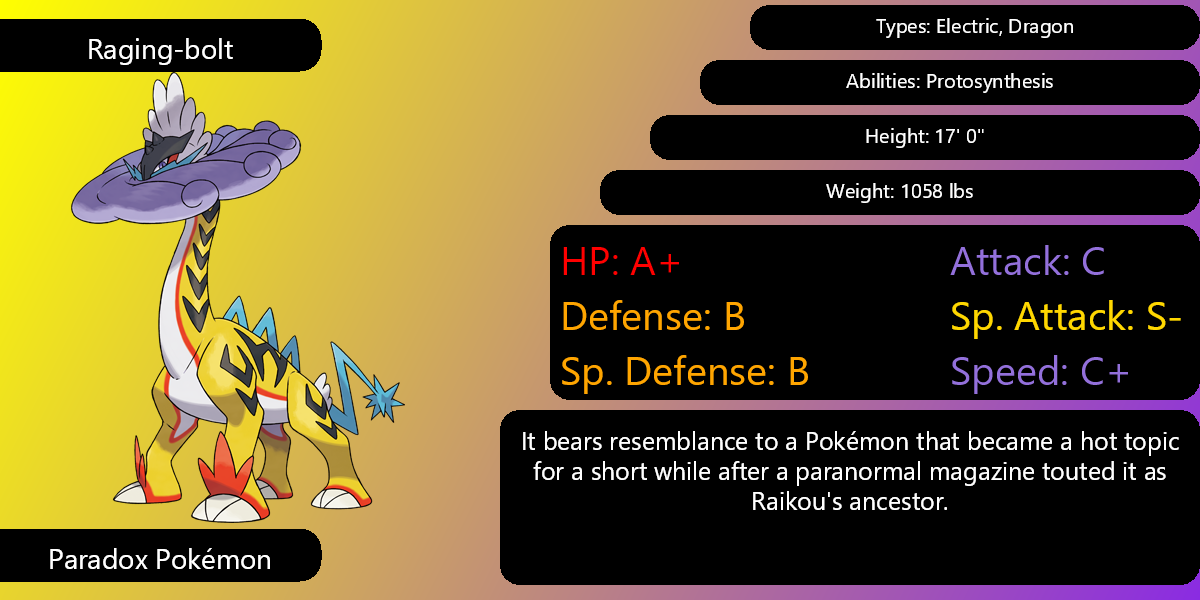 Raging-bolt
Types: Electric, Dragon
Abilities: Protosynthesis
Height: 17' 0"
Weight: 1058 lbs
HP: A+
Attack: C
Defense: B
Sp. Attack: S-
Sp. Defense: B
Speed: C+
It bears resemblance to a Pokémon that became a hot topic
for a short while after a paranormal magazine touted it as
Raikou's ancestor.
Paradox Pokémon